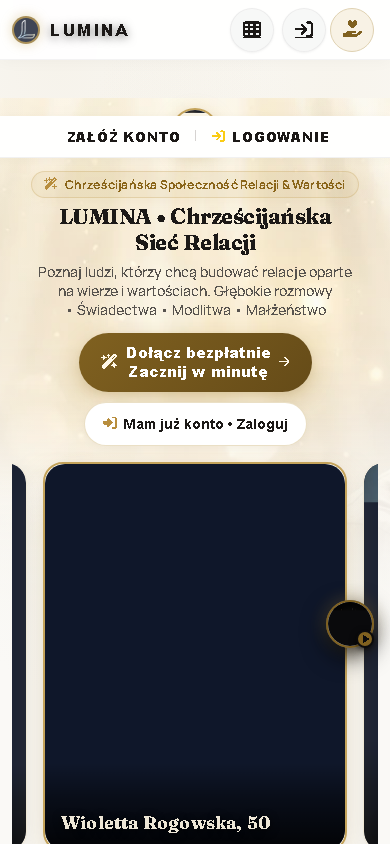 LUMINA
ZAŁÓŻ KONTO
LOGOWANIE
Chrześcijańska Społeczność Relacji & Wartości
LUMINA • Chrześcijańska
Sieć Relacji
Poznaj ludzi, którzy chcą budować relacje oparte
na wierze i wartościach. Głębokie rozmowy
• Świadectwa • Modlitwa • Małżeństwo
Dołącz bezpłatnie
Zacznij w minutę
Mam już konto • Zaloguj
Wioletta Rogowska, 50